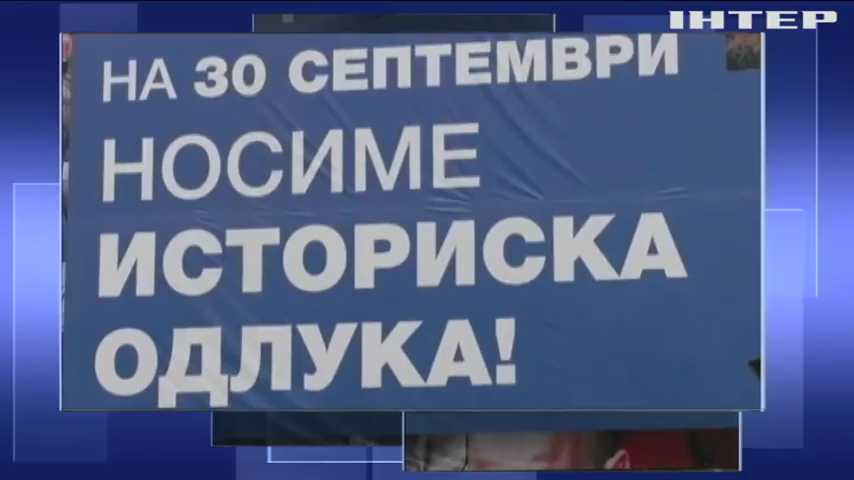 ІНТЕР
НА 30 СЕПТЕМВРИ
НОСИМЕ
ИСТОРИСКА
ОДЛУКА!